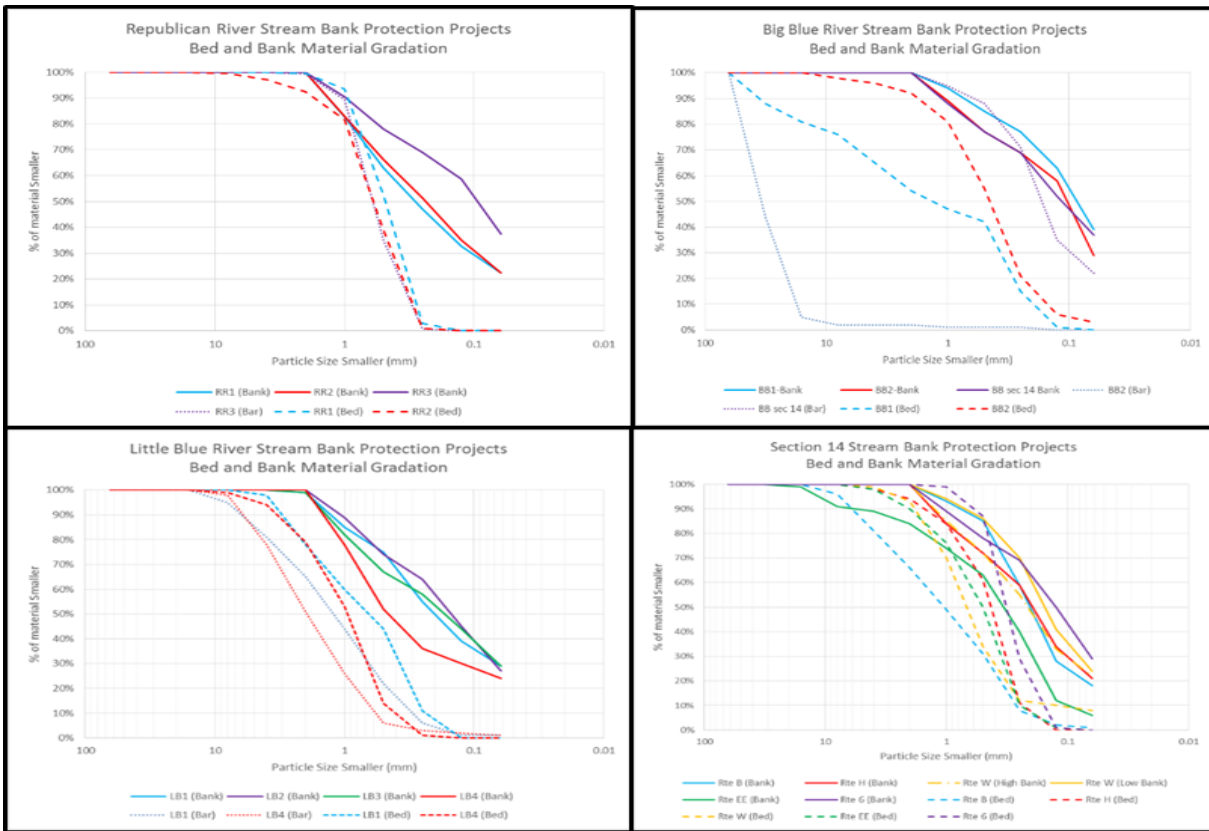 Republican River Stream Bank Protection Projects
Bed and Bank Material Gradation
100%
90%
80%
70%
60%
50%
40%
30%
20%
10%
0%
% of material Smaller
100 10 1 0.1 0.01
Particle Size Smaller (mm)
RR1 (Bank) RR2 (Bank) RR3 (Bank)
RR3 (Bar) RR1 (Bed) RR2 (Bed)
Big Blue River Stream Bank Protection Projects
Bed and Bank Material Gradation
100%
90%
80%
70%
60%
50%
40%
30%
20%
10%
0%
% of material Smaller
100 10 1 0.1 0.01
Particle Size Smaller (mm)
BB1-Bank BB2-Bank BB sec 14 Bank BB2 (Bar)
BB sec 14 (Bar) BB1 (Bed) BB2 (Bed)
Little Blue River Stream Bank Protection Projects
Bed and Bank Material Gradation
100%
90%
80%
70%
60%
50%
40%
30%
20%
10%
0%
% of material Smaller
100 10 1 0.1 0.01
Particle Size Smaller (mm)
LB1 (Bank) LB2 (Bank) LB3 (Bank) LB4 (Bank)
LB1 (Bar) LB4 (Bar) LB1 (Bed) LB4 (Bed)
Section 14 Stream Bank Protection Projects
Bed and Bank Material Gradation
100%
90%
80%
70%
60%
50%
40%
30%
20%
10%
0%
% of material Smaller
100 10 1 0.1 0.01
Particle Size Smaller (mm)
Rte B (Bank) Rte H (Bank) Rte W (High Bank) Rte W (Low Bank)
Rte EE (Bank) Rte 6 (Bank) Rte B (Bed) Rte H (Bed)
Rte W (Bed) Rte EE (Bed) Rte 6 (Bed)